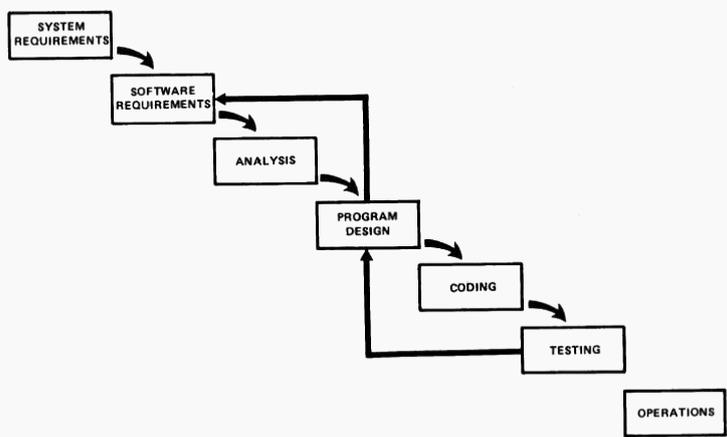 SYSTEM
REQUIREMENTS
SOFTWARE
REQUIREMENTS
ANALYSIS
PROGRAM
DESIGN
CODING
TESTING
OPERATIONS